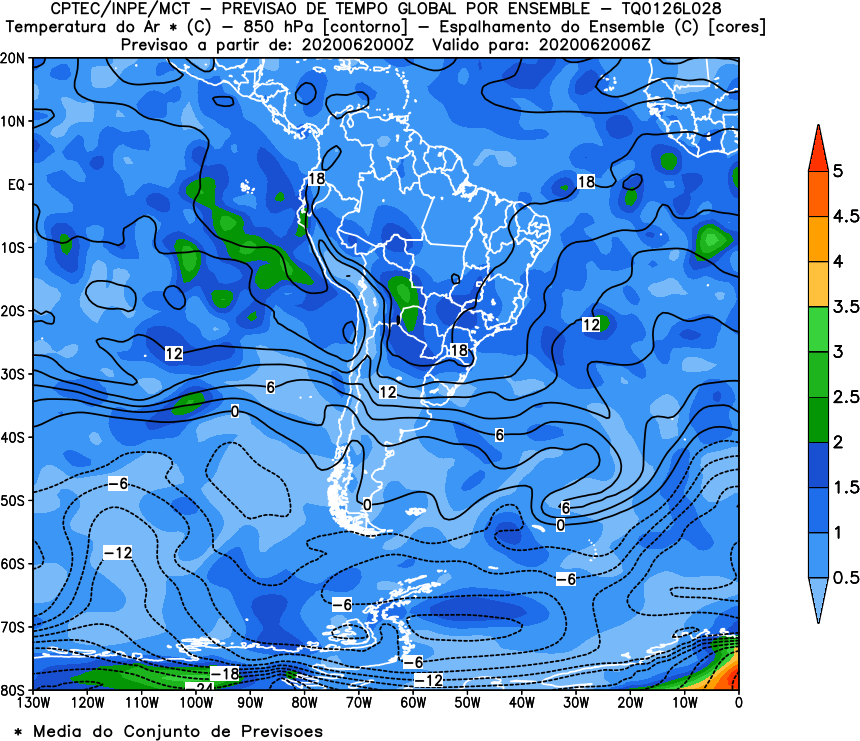 CPTEC/INPE/MCT − PREVISAO DE TEMPO GLOBAL POR ENSEMBLE − TQ0126L028
Temperatura do Ar * (C) − 850 hPa [contorno] − Espalhamento do Ensemble (C) [cores]
Previsao a partir de: 2020062000Z Valido para: 2020062006Z
20N
10N
EQ
10S
20S
30S
40S
50S
60S
70S
80S
130W 120W 110W 100W 90W 80W 70W 60W 50W 40W 30W 20W 10W 0
18
18
12
12
18
6
12
0
6
−6
0
6
0
−12
−6
−6
−6
−18
−12
−24
5
4.5
4
3.5
3
2.5
2
1.5
1
0.5
* Media do Conjunto de Previsoes